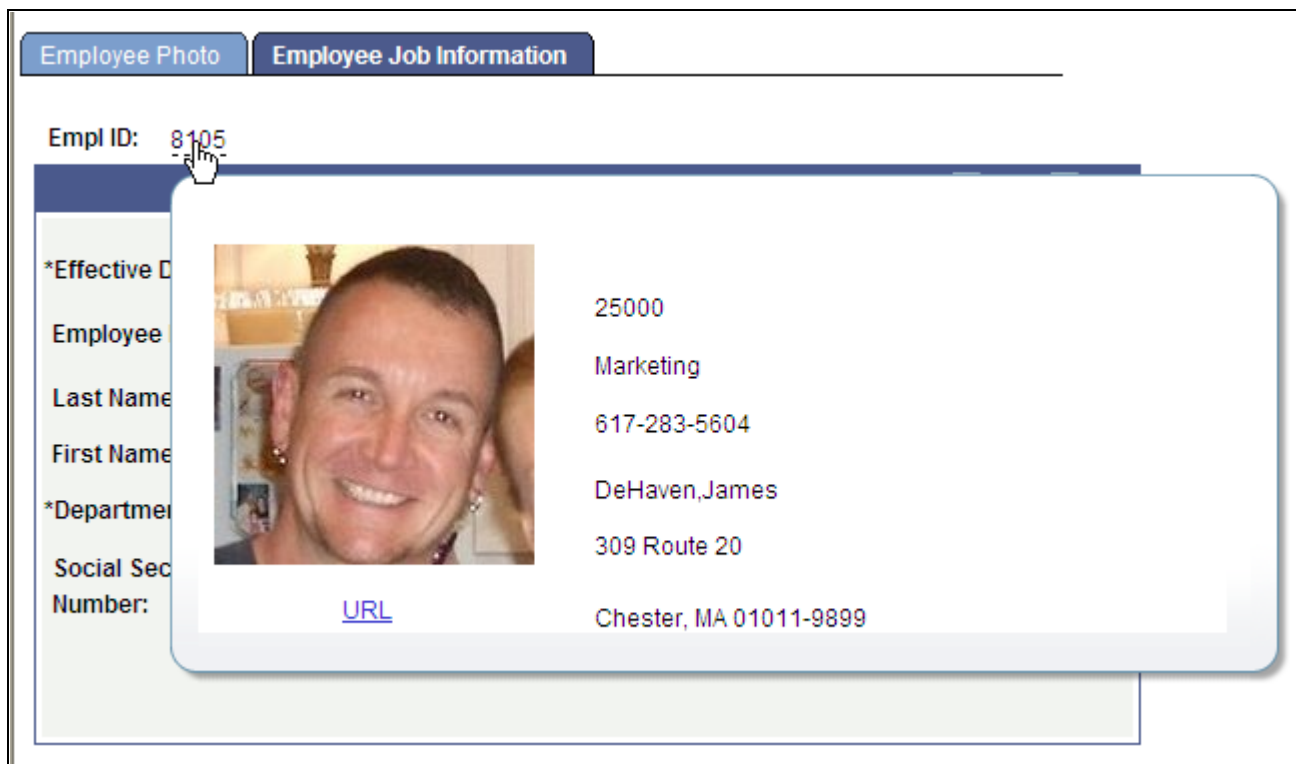 Employee Photo Employee Job Information
Empl ID: 8105
*Effective D
Employee
Last Name
First Name
*Departme
Social Sec
Number:
25000
Marketing
617-283-5604
DeHaven,James
309 Route 20
Chester, MA 01011-9899
URL